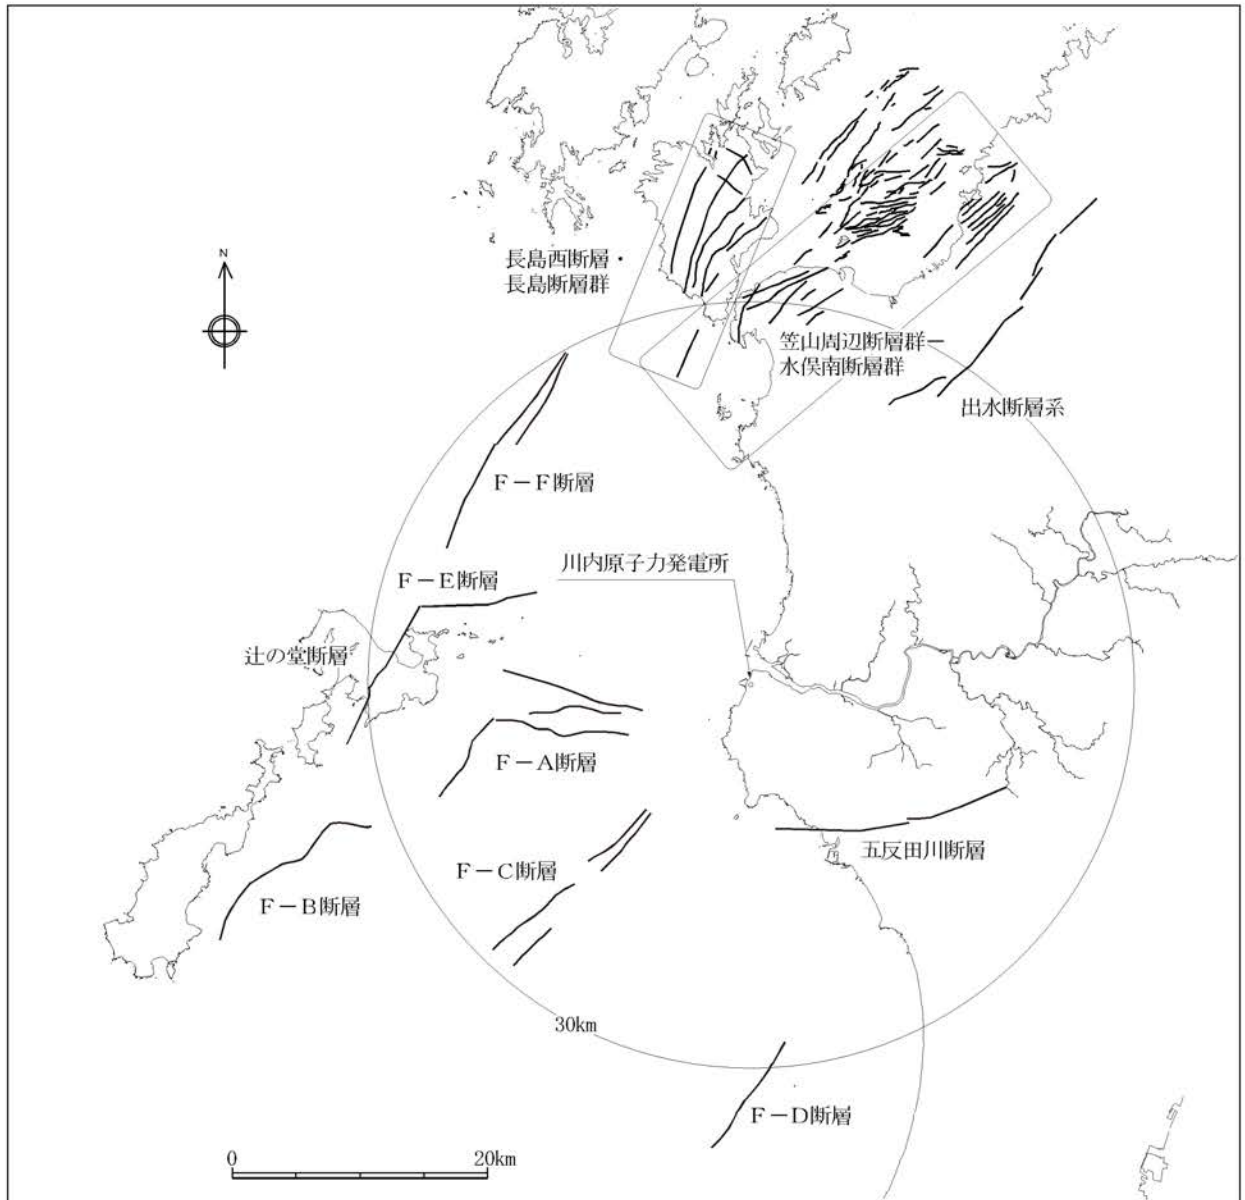 N
長島西断層・
長島断層群
笠山周辺断層群ー
水俣南断層群
出水断層系
F－F断層
川内原子力発電所
F－E断層
辻の堂断層
F－A断層
F－C断層
五反田川断層
F－B断層
30km
F－D断層
0 20km